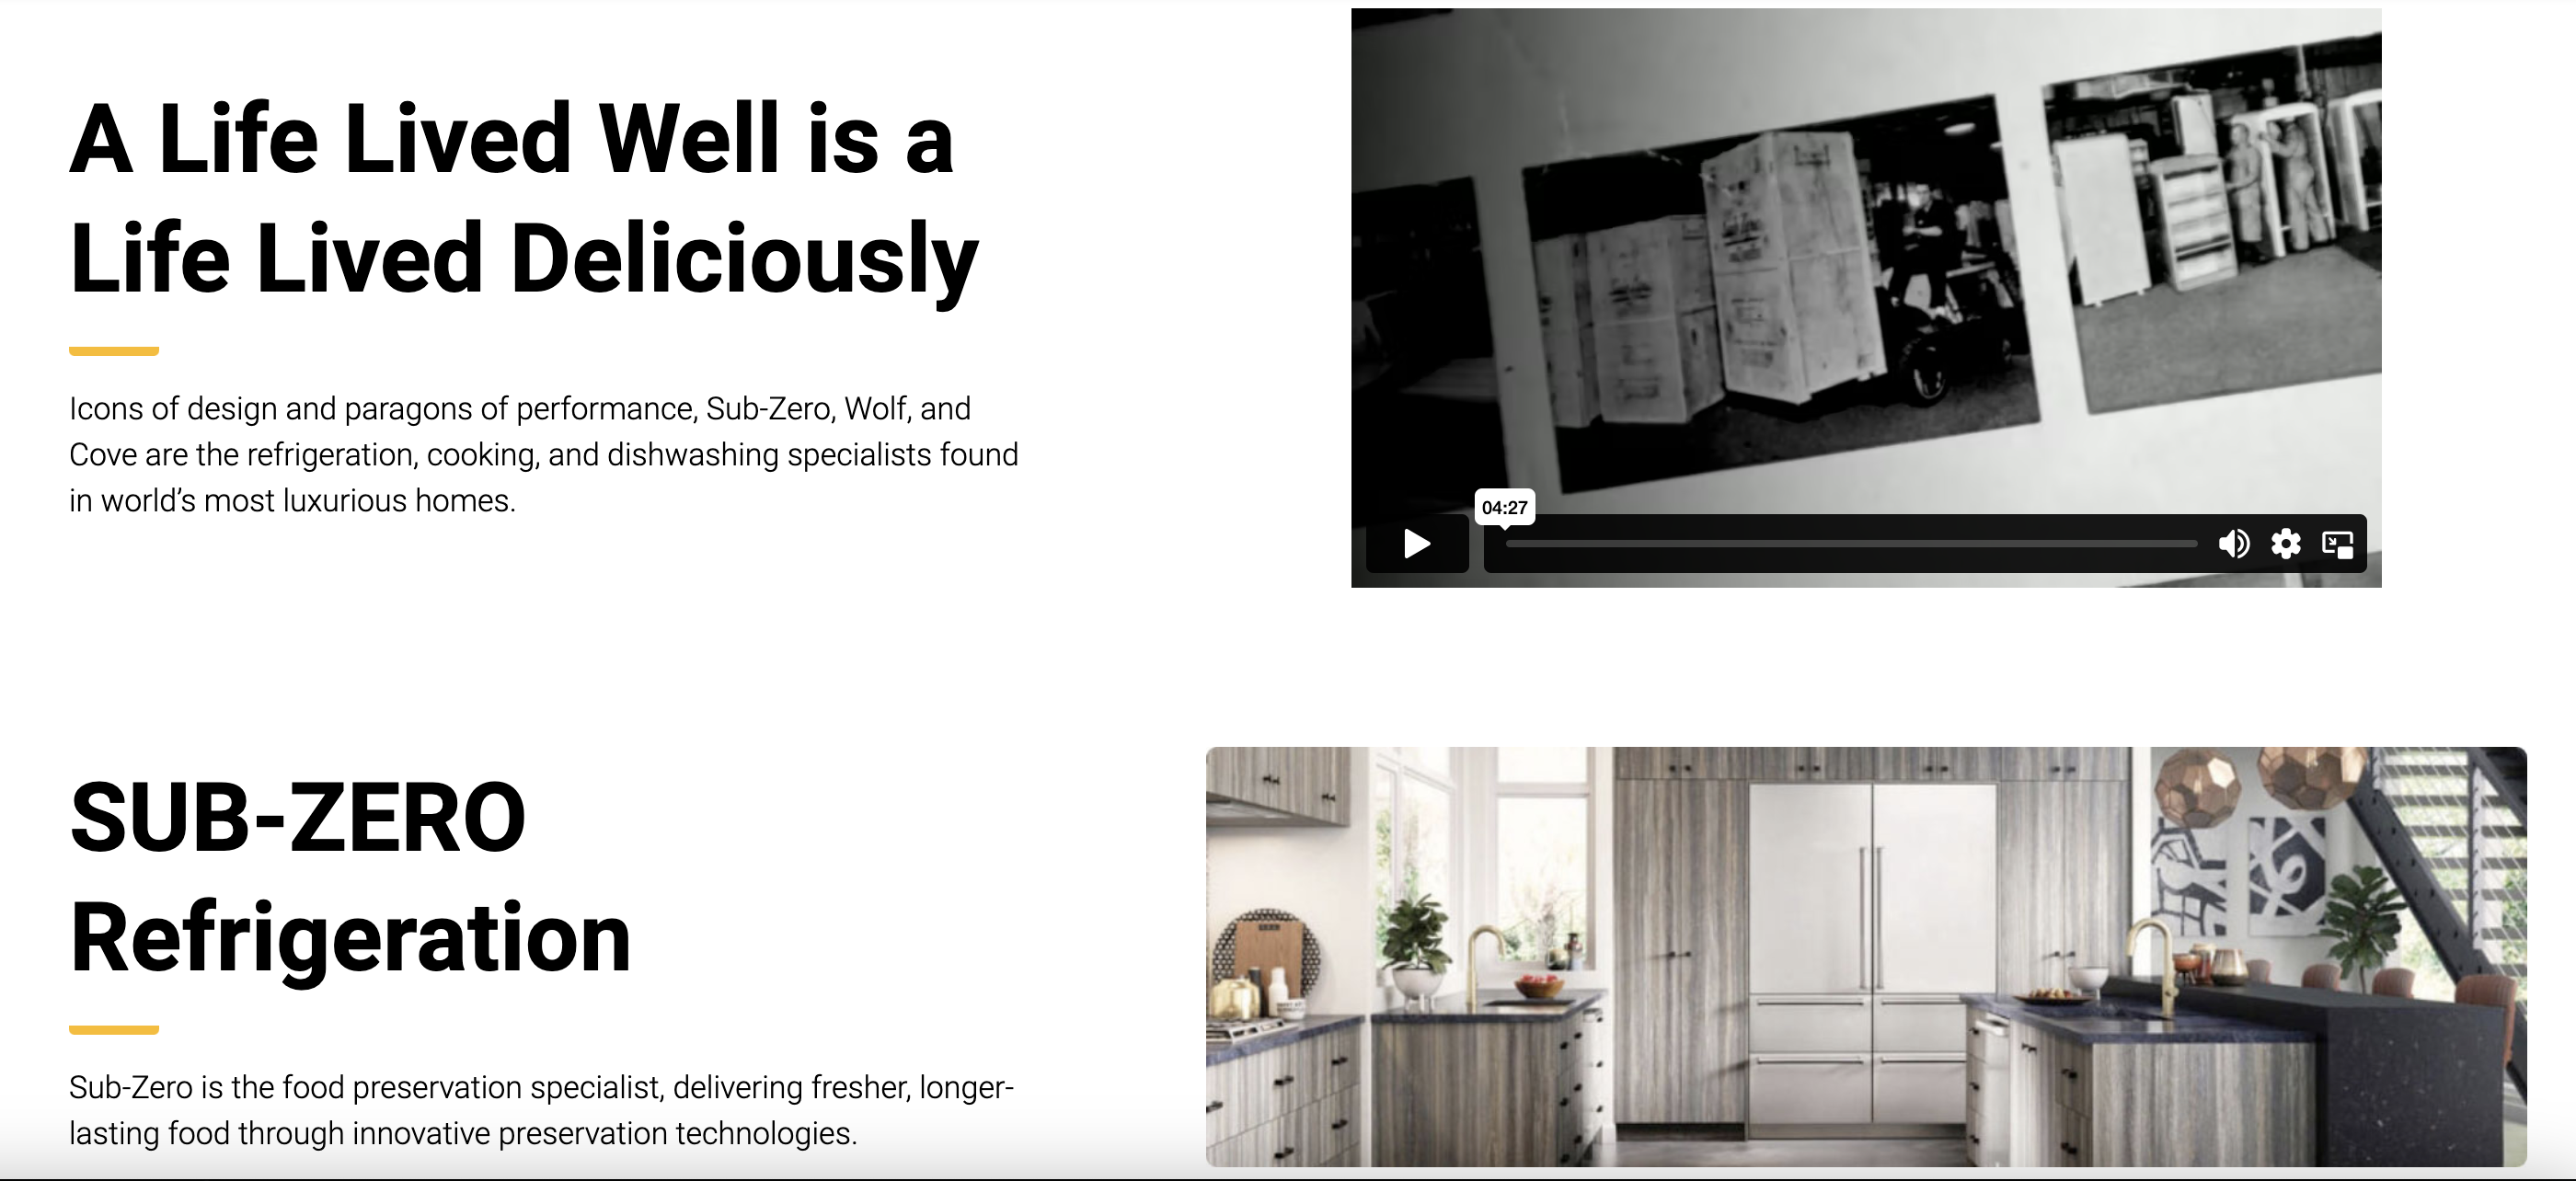 A Life Lived Well is a
Life Lived Deliciously
Icons of design and paragons of performance, Sub-Zero, Wolf, and
Cove are the refrigeration, cooking, and dishwashing specialists found
in world’s most luxurious homes.
04:27
SUB-ZERO
Refrigeration
Sub-Zero is the food preservation specialist, delivering fresher, longer-
lasting food through innovative preservation technologies.